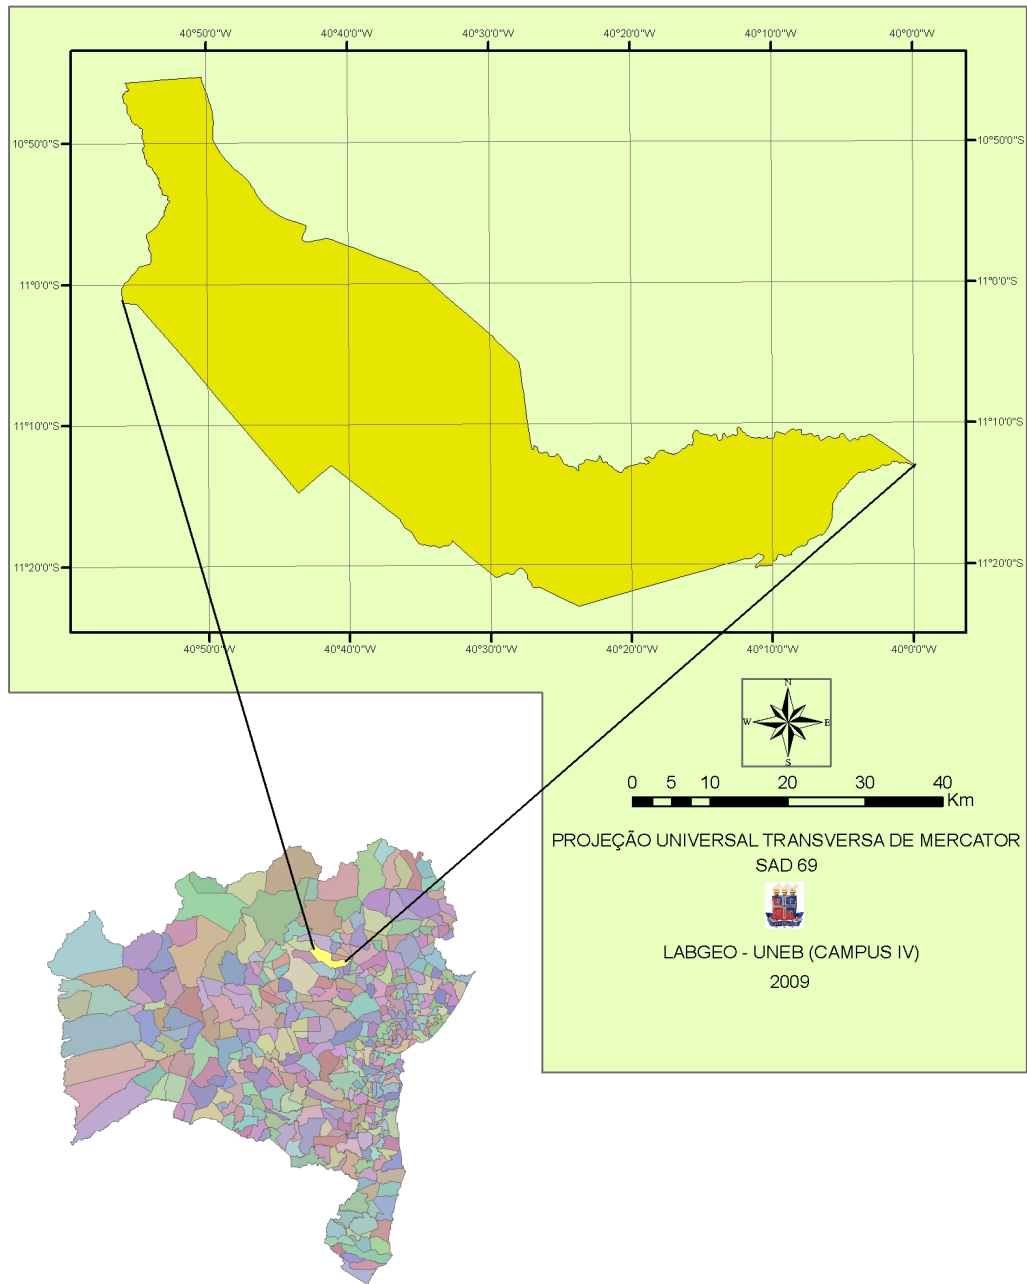 40°50'0"W 40°40'0"W 40°30'0"W 40°20'0"W 40°10'0"W 40°0'0"W
10°50'0"S 10°50'0"S
11°0'0"S 11°0'0"S
11°10'0"S 11°10'0"S
11°20'0"S 11°20'0"S
40°50'0"W 40°40'0"W 40°30'0"W 40°20'0"W 40°10'0"W 40°0'0"W
N
W E
S
0 5 10 20 30 40
Km
PROJEÇÃO UNIVERSAL TRANSVERSA DE MERCATOR
SAD 69
LABGEO - UNEB (CAMPUS IV)
2009